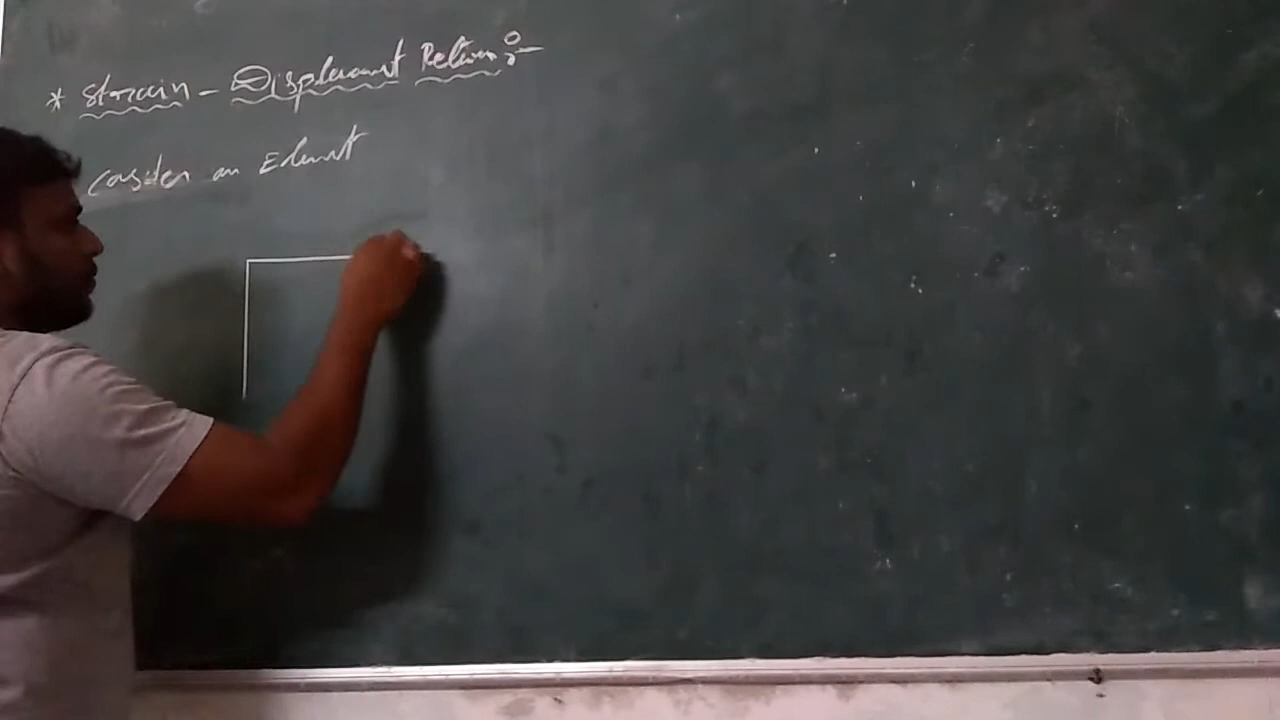 * Strain - Displacement Relation :-
Consider an Element